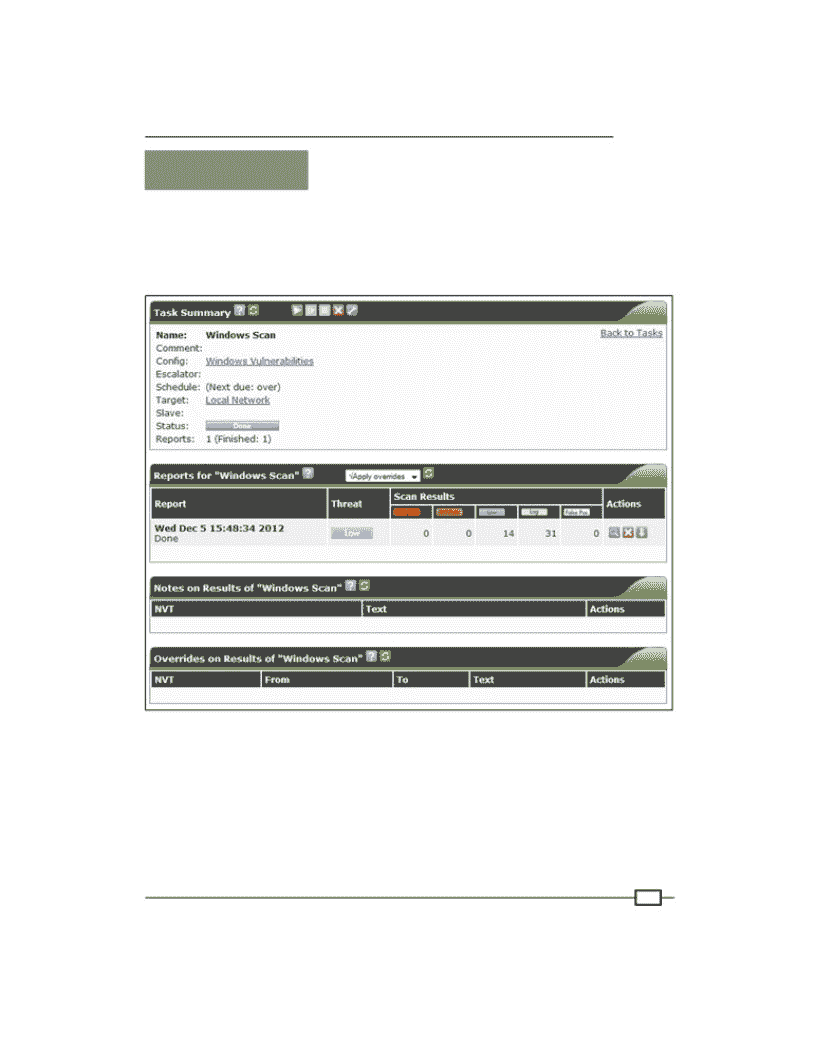 Task Summary
Back to Tasks
Name: Windows Scan
Comment:
Config: Windows Vulnerabilities
Escalator:
Schedule: (Next due: over)
Target: Local Network
Slave:
Status: Done
Reports: 1 (Finished: 1)
Reports for "Windows Scan"
√Apply overrides
Report Threat Scan Results Actions
Low Log False Pos.
Wed Dec 5 15:48:34 2012
Done
Low 0 0 14 31 0
Notes on Results of "Windows Scan"
NVT Text Actions
Overrides on Results of "Windows Scan"
NVT From To Text Actions